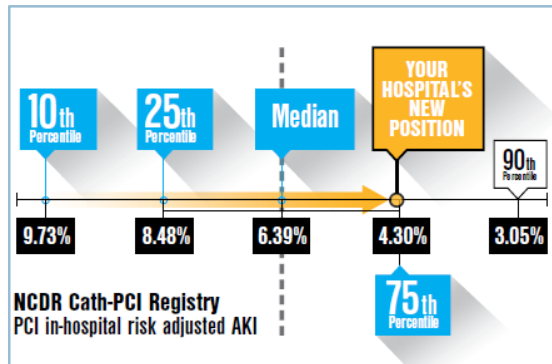 10th
Percentile
25th
Percentile
Median
YOUR
HOSPITAL'S
NEW
POSITION
90th
Percentile
9.73%
8.48%
6.39%
4.30%
3.05%
NCDR Cath-PCI Registry
PCI in-hospital risk adjusted AKI
75th
Percentile